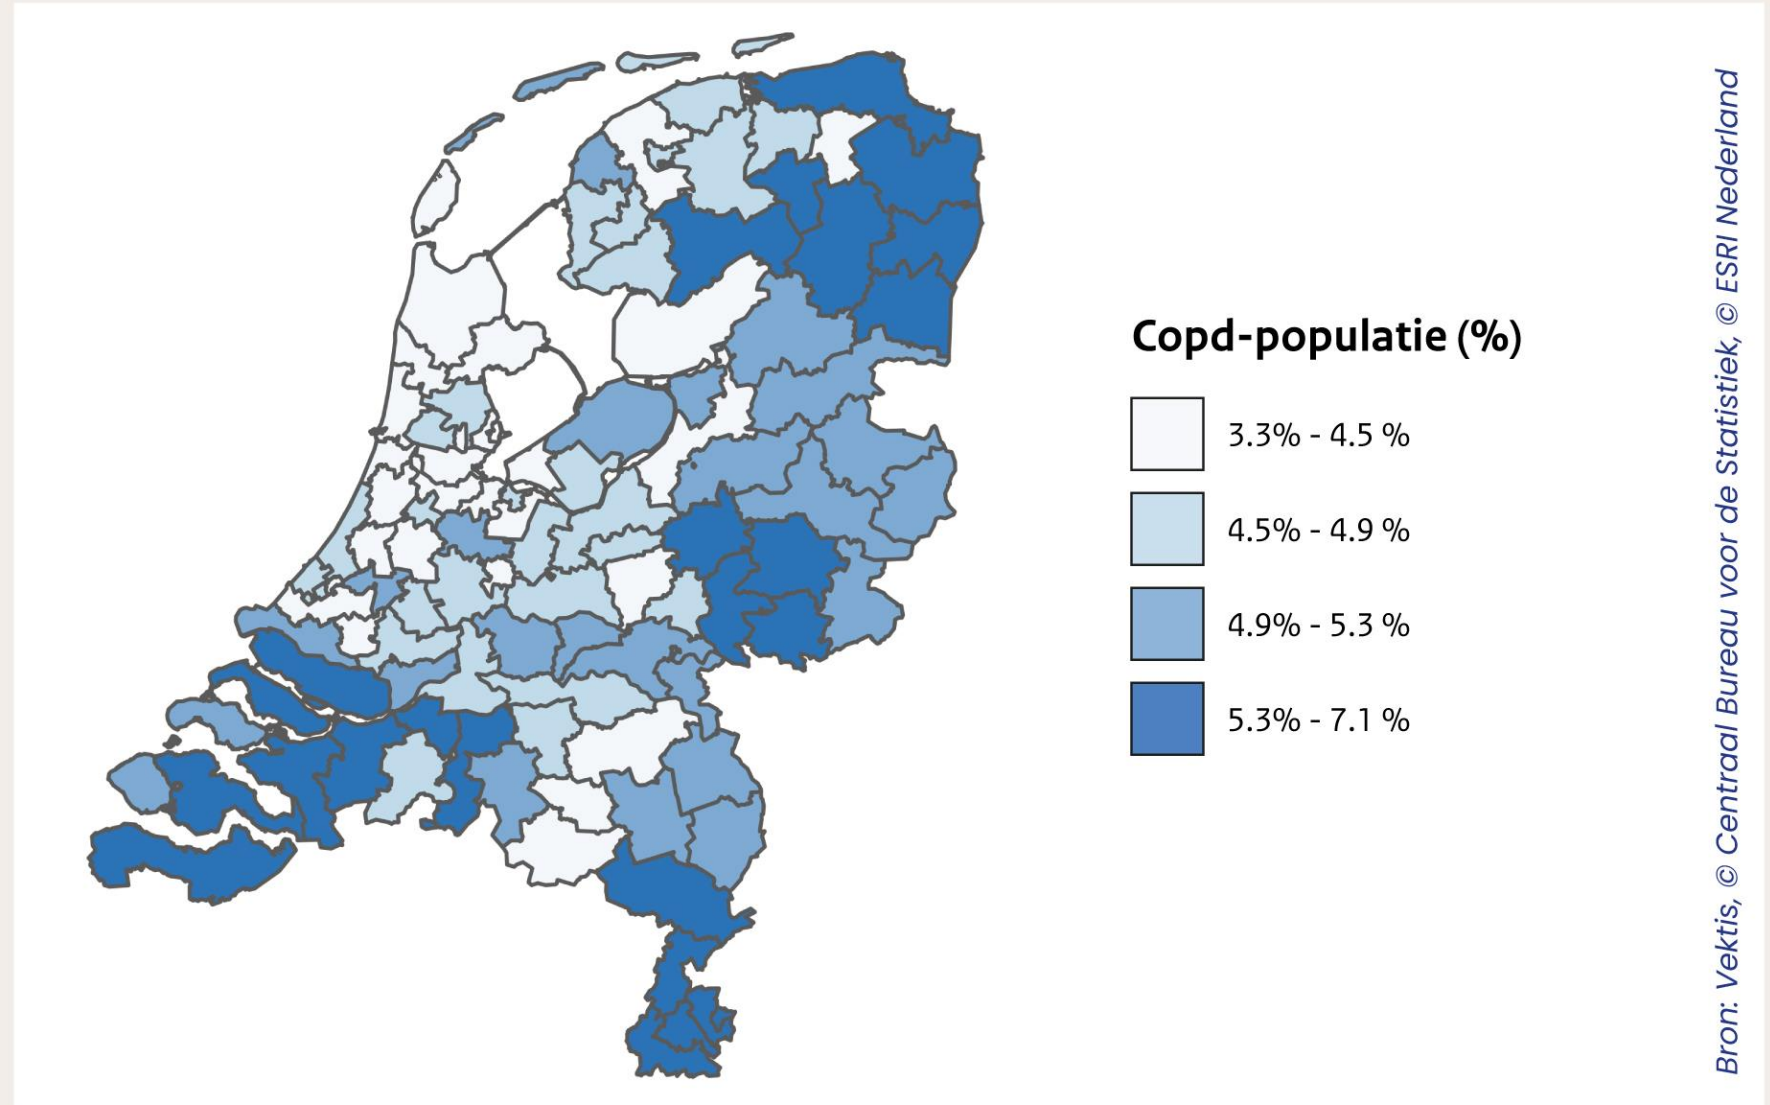 Copd-populatie (%)
3.3% - 4.5 %
4.5% - 4.9 %
4.9% - 5.3 %
5.3% - 7.1 %
Bron: Vektis, © Centraal Bureau voor de Statistiek, © ESRI Nederland